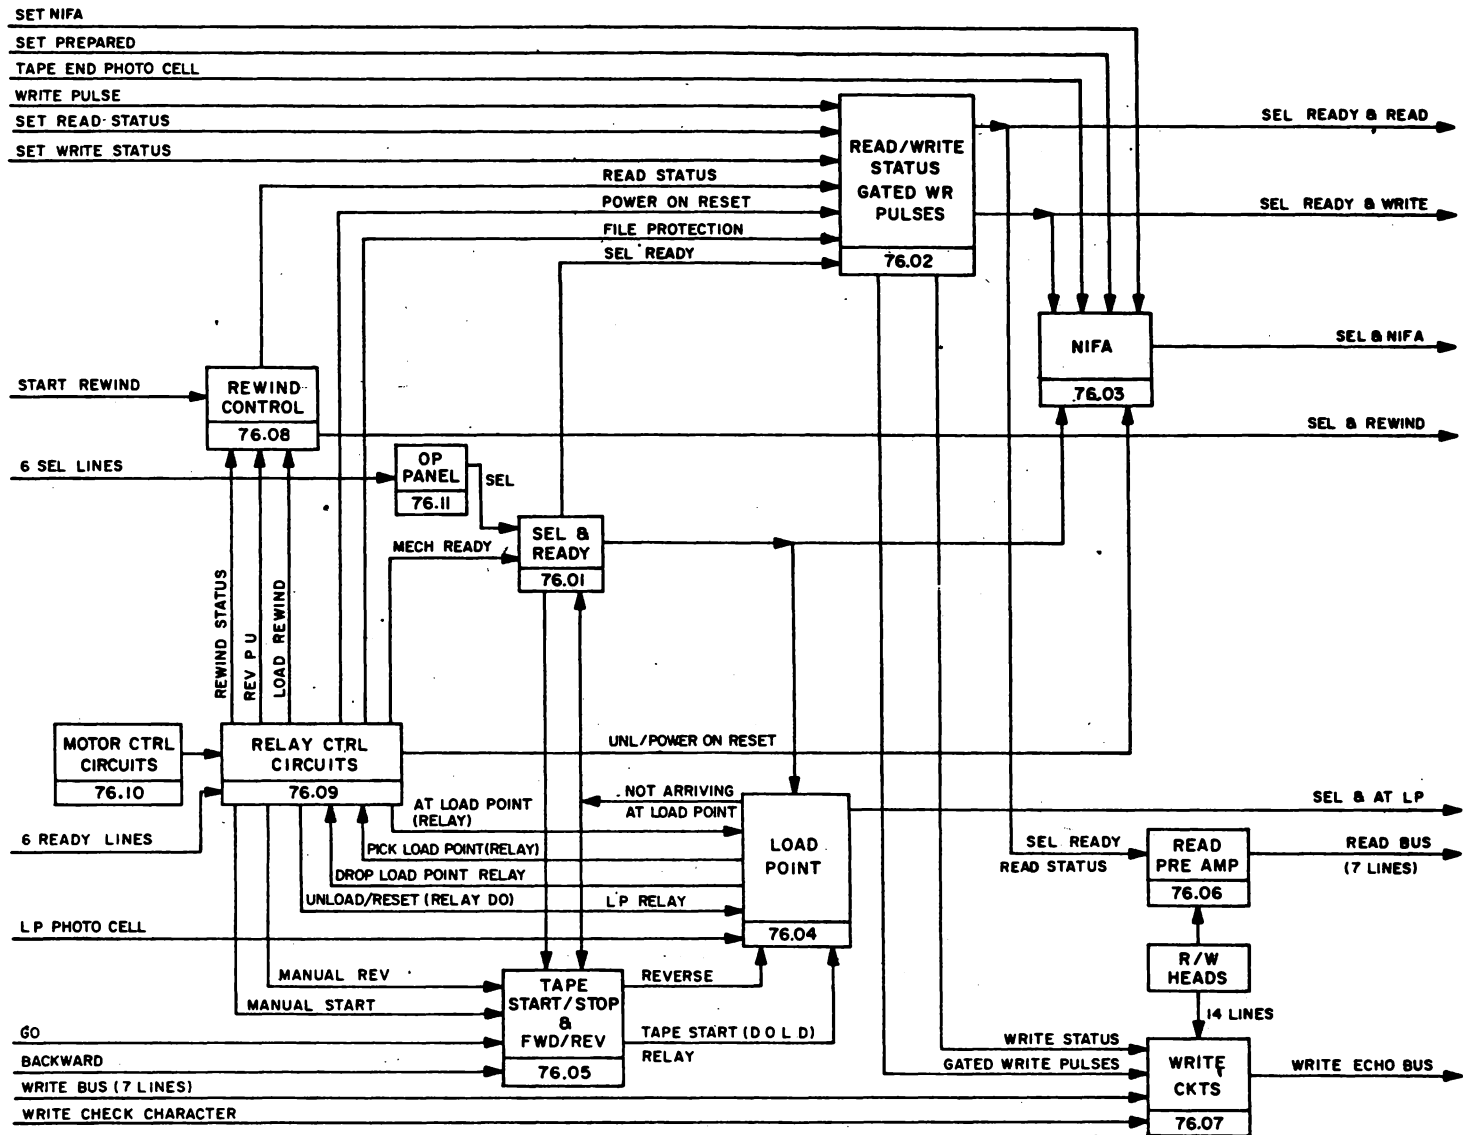 SET NIFA
SET PREPARED
TAPE END PHOTO CELL
WRITE PULSE
SET READ STATUS
SET WRITE STATUS
READ STATUS
POWER ON RESET
FILE PROTECTION
SEL READY
READ/WRITE
STATUS
GATED WR
PULSES
76.02
SEL READY & READ
SEL READY & WRITE
NIFA
76.03
SEL & NIFA
START REWIND
REWIND
CONTROL
76.08
SEL & REWIND
6 SEL LINES
OP
PANEL
76.11
SEL
SEL &
READY
76.01
MECH READY
REWIND STATUS
REV P U
LOAD REWIND
MOTOR CTRL
CIRCUITS
76.10
RELAY CTRL
CIRCUITS
76.09
UNL/POWER ON RESET
6 READY LINES
AT LOAD POINT
(RELAY)
NOT ARRIVING
AT LOAD POINT
PICK LOAD POINT (RELAY)
DROP LOAD POINT RELAY
UNLOAD/RESET (RELAY DO)
LP RELAY
LOAD
POINT
76.04
SEL & AT LP
SEL READY
READ STATUS
READ
PRE AMP
76.06
READ BUS
(7 LINES)
LP PHOTO CELL
R/W
HEADS
14 LINES
MANUAL REV
MANUAL START
TAPE
START/STOP
&
FWD/REV
76.05
REVERSE
TAPE START (D O L D)
RELAY
GO
BACKWARD
WRITE BUS (7 LINES)
WRITE CHECK CHARACTER
WRITE STATUS
GATED WRITE PULSES
WRITE
CKTS
76.07
WRITE ECHO BUS